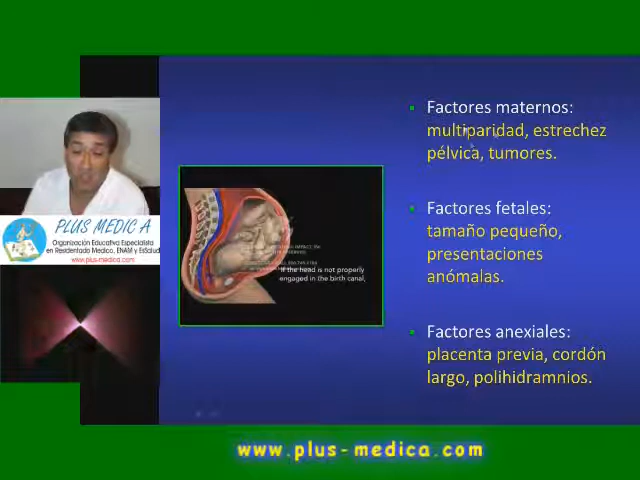 Factores maternos:
multiparidad, estrechez
pélvica, tumores.
Factores fetales:
tamaño pequeño,
presentaciones
anómalas.
Factores anexiales:
placenta previa, cordón
largo, polihidramnios.
If the head is not properly
engaged in the birth canal,
PLUS MEDIC A
Organización Educativa Especialista
en Residentado Medico, ENAM y EsSalud
www.plus-medica.com
www.plus-medica.com